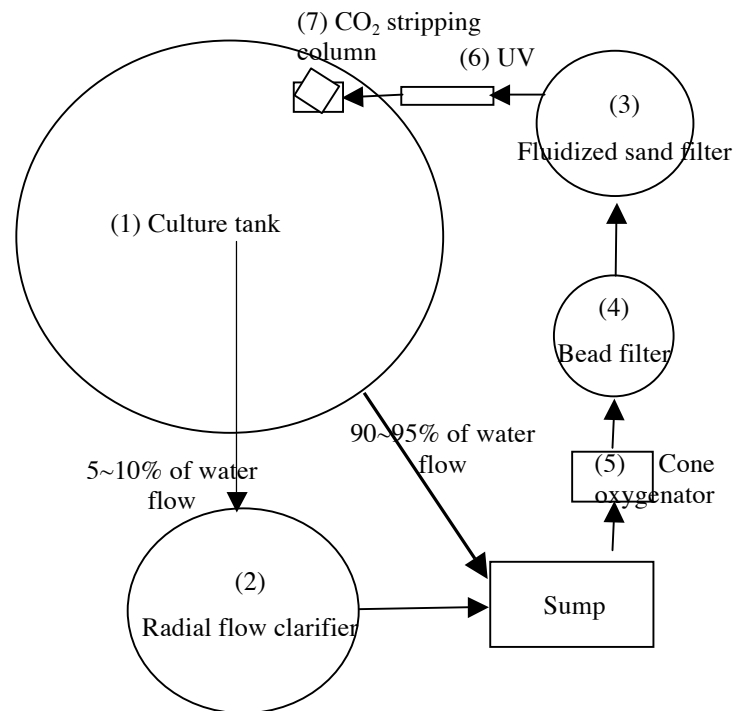 (7) CO₂ stripping
column
(6) UV
(3)
Fluidized sand filter
(1) Culture tank
(4)
Bead filter
90~95% of water
flow
5~10% of water
flow
(5) Cone
oxygenator
(2)
Radial flow clarifier
Sump